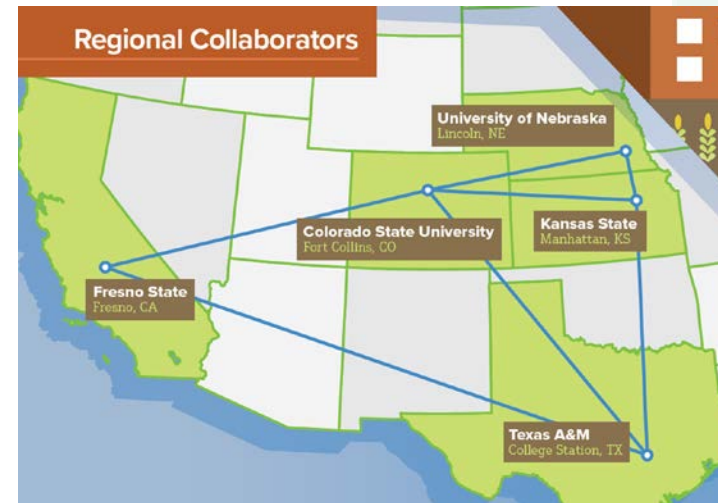 Regional Collaborators
University of Nebraska
Lincoln, NE
Colorado State University
Fort Collins, CO
Kansas State
Manhattan, KS
Fresno State
Fresno, CA
Texas A&M
College Station, TX